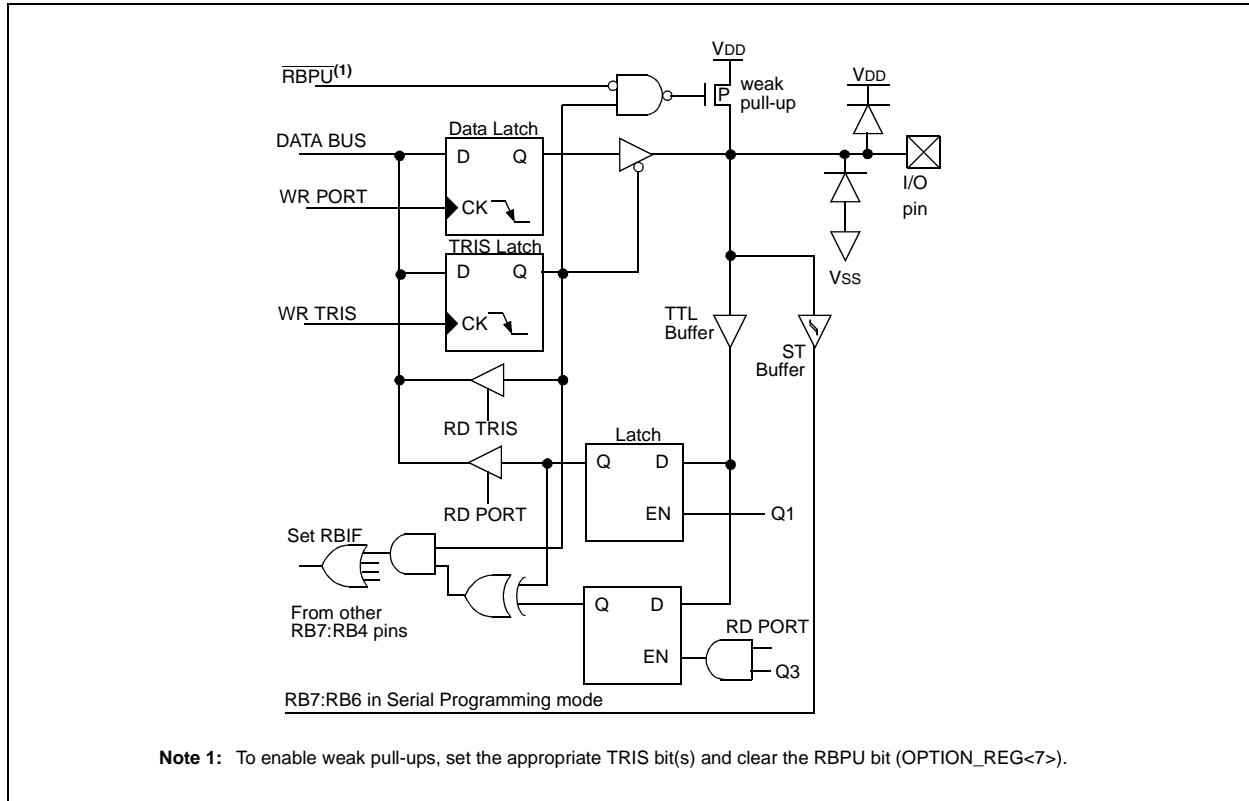 VDD
RBPU(1)
weak
pull-up
P
VDD
DATA BUS
Data Latch
D Q
I/O
pin
WR PORT
CK
TRIS Latch
D Q
VSS
WR TRIS
CK
TTL
Buffer
ST
Buffer
RD TRIS
Latch
Q D
EN
Q1
RD PORT
Set RBIF
Q D
From other
RB7:RB4 pins
RD PORT
EN
Q3
RB7:RB6 in Serial Programming mode
Note 1: To enable weak pull-ups, set the appropriate TRIS bit(s) and clear the RBPU bit (OPTION_REG<7>).